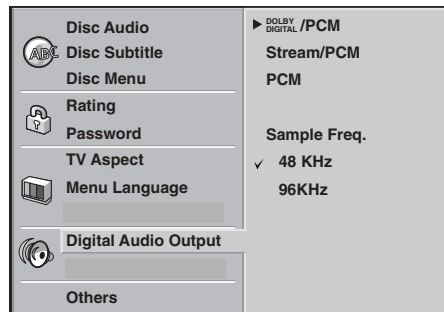 Disc Audio
ABC Disc Subtitle
Disc Menu
Rating
Password
TV Aspect
Menu Language
Digital Audio Output
Others
DOLBY DIGITAL /PCM
Stream/PCM
PCM
Sample Freq.
✓ 48 KHz
96KHz